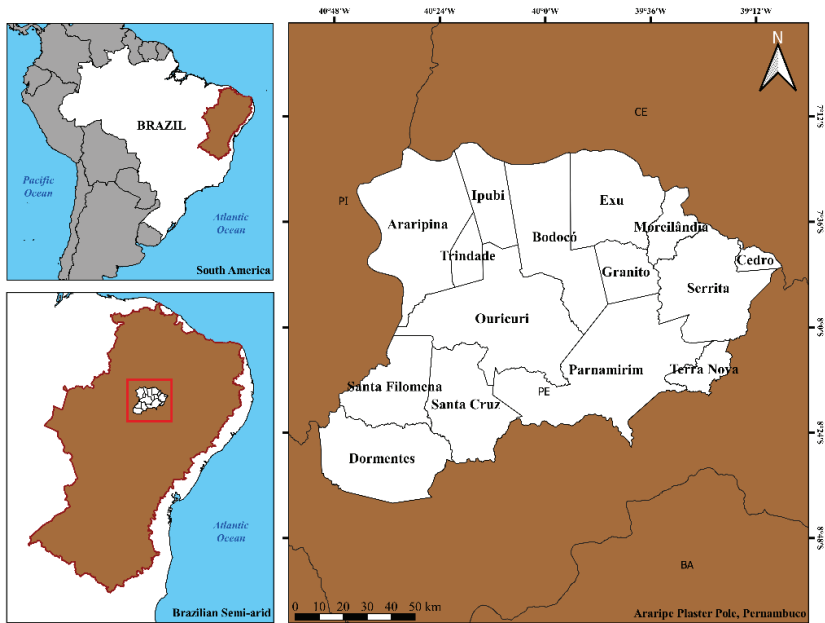 BRAZIL
Pacific
Ocean
Atlantic
Ocean
South America
Atlantic
Ocean
Brazilian Semi-arid
40°48'W
40°24'W
40°0'W
39°36'W
39°12'W
N
7°12'S
7°36'S
8°0'S
8°24'S
8°48'S
CE
PI
Araripina
Ipubi
Exu
Bodocó
Moreilândia
Trindade
Granito
Cedro
Serrita
Ouricuri
Parnamirim
Terra Nova
Santa Filomena
PE
Santa Cruz
Dormentes
BA
0 10 20 30 40 50 km
Araripe Plaster Pole, Pernambuco